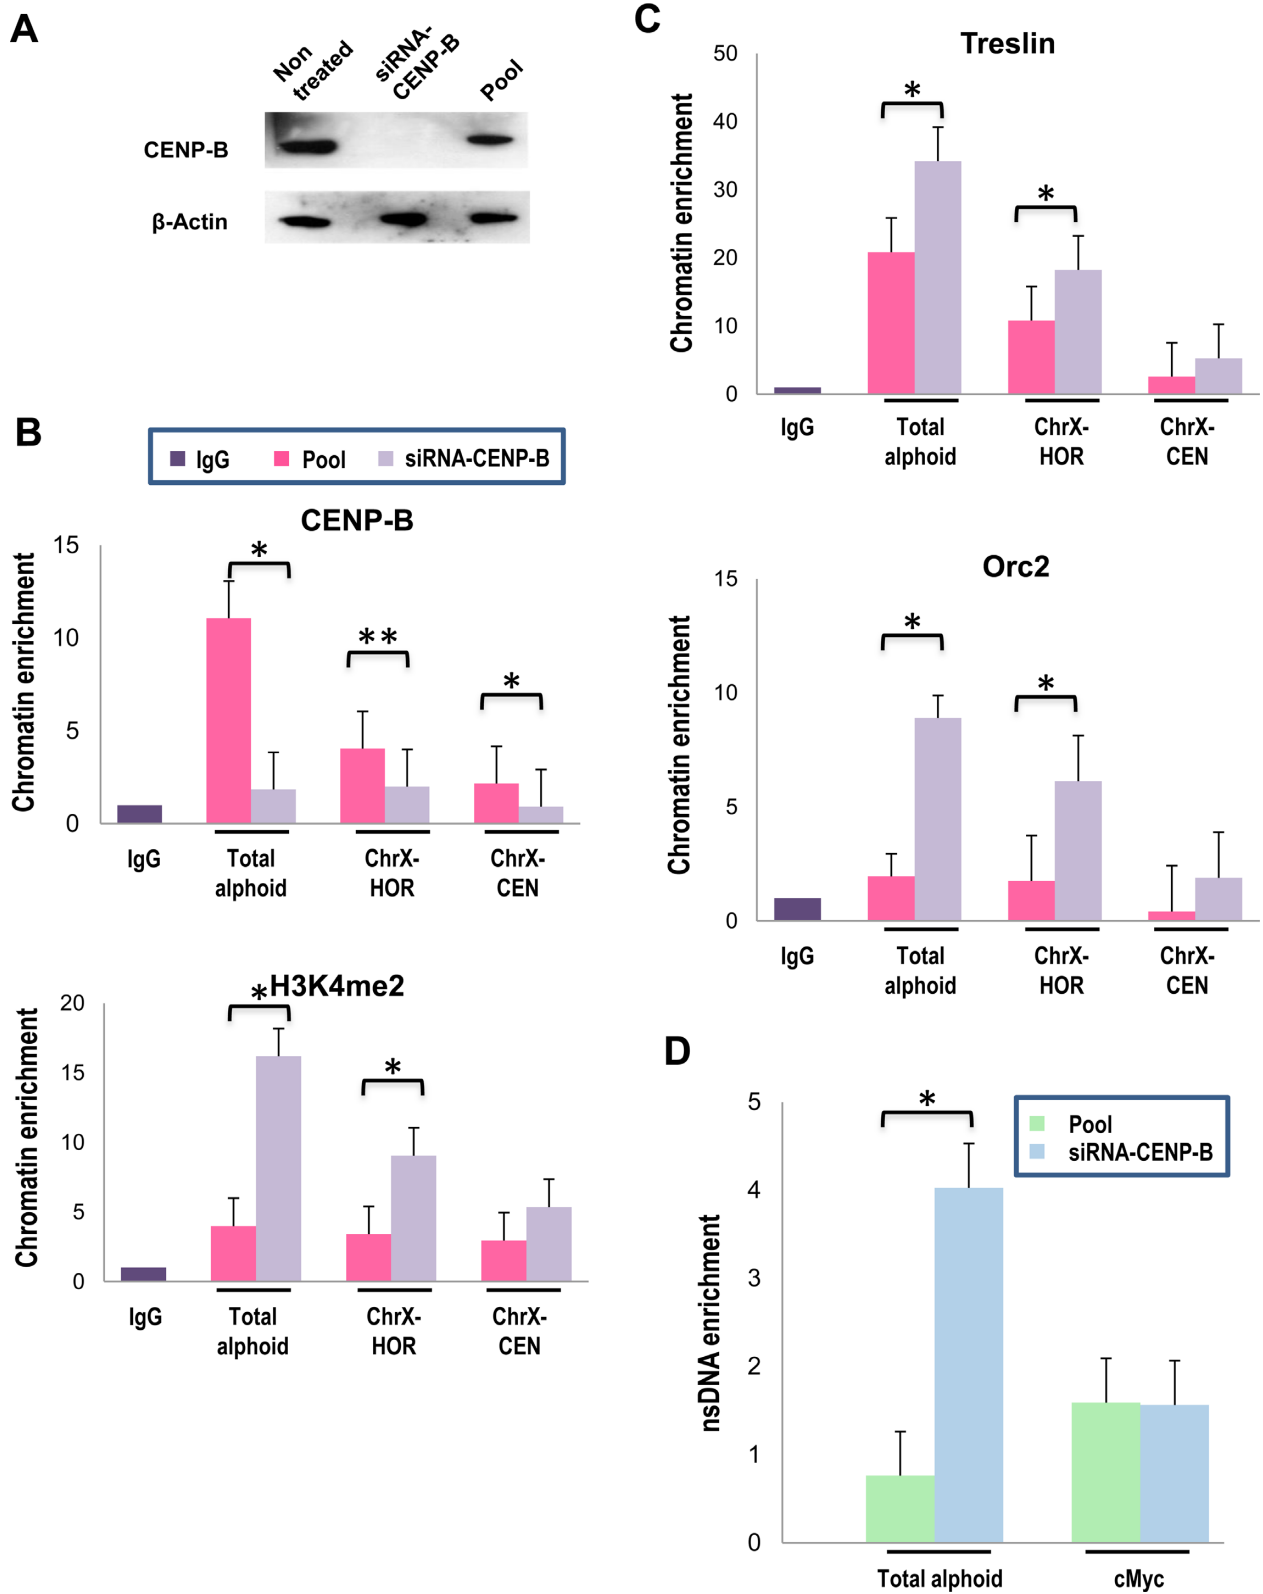 A
Non
treated
siRNA-
CENP-B
Pool
CENP-B
β-Actin
B
IgG
Pool
siRNA-CENP-B
CENP-B
Chromatin enrichment
15
10
5
0
*
**
*
IgG
Total
alphoid
ChrX-
HOR
ChrX-
CEN
H3K4me2
Chromatin enrichment
20
15
10
5
0
*
*
IgG
Total
alphoid
ChrX-
HOR
ChrX-
CEN
C
Treslin
Chromatin enrichment
50
40
30
20
10
0
*
*
IgG
Total
alphoid
ChrX-
HOR
ChrX-
CEN
Orc2
Chromatin enrichment
15
10
5
0
*
*
IgG
Total
alphoid
ChrX-
HOR
ChrX-
CEN
D
nsDNA enrichment
5
4
3
2
1
0
*
Pool
siRNA-CENP-B
Total alphoid
cMyc